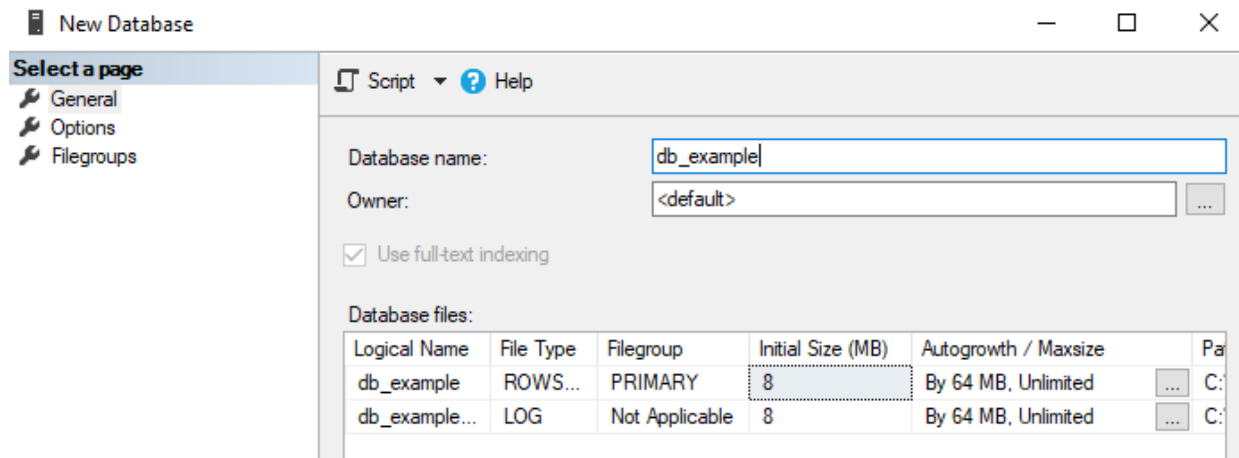 New Database
Select a page
General
Options
Filegroups
Script Help
Database name: db_example
Owner: <default> ...
Use full-text indexing
Database files:
Logical Name File Type Filegroup Initial Size (MB) Autogrowth / Maxsize Pat
db_example ROWS... PRIMARY 8 By 64 MB, Unlimited ... C:\
db_example... LOG Not Applicable 8 By 64 MB, Unlimited ... C:\